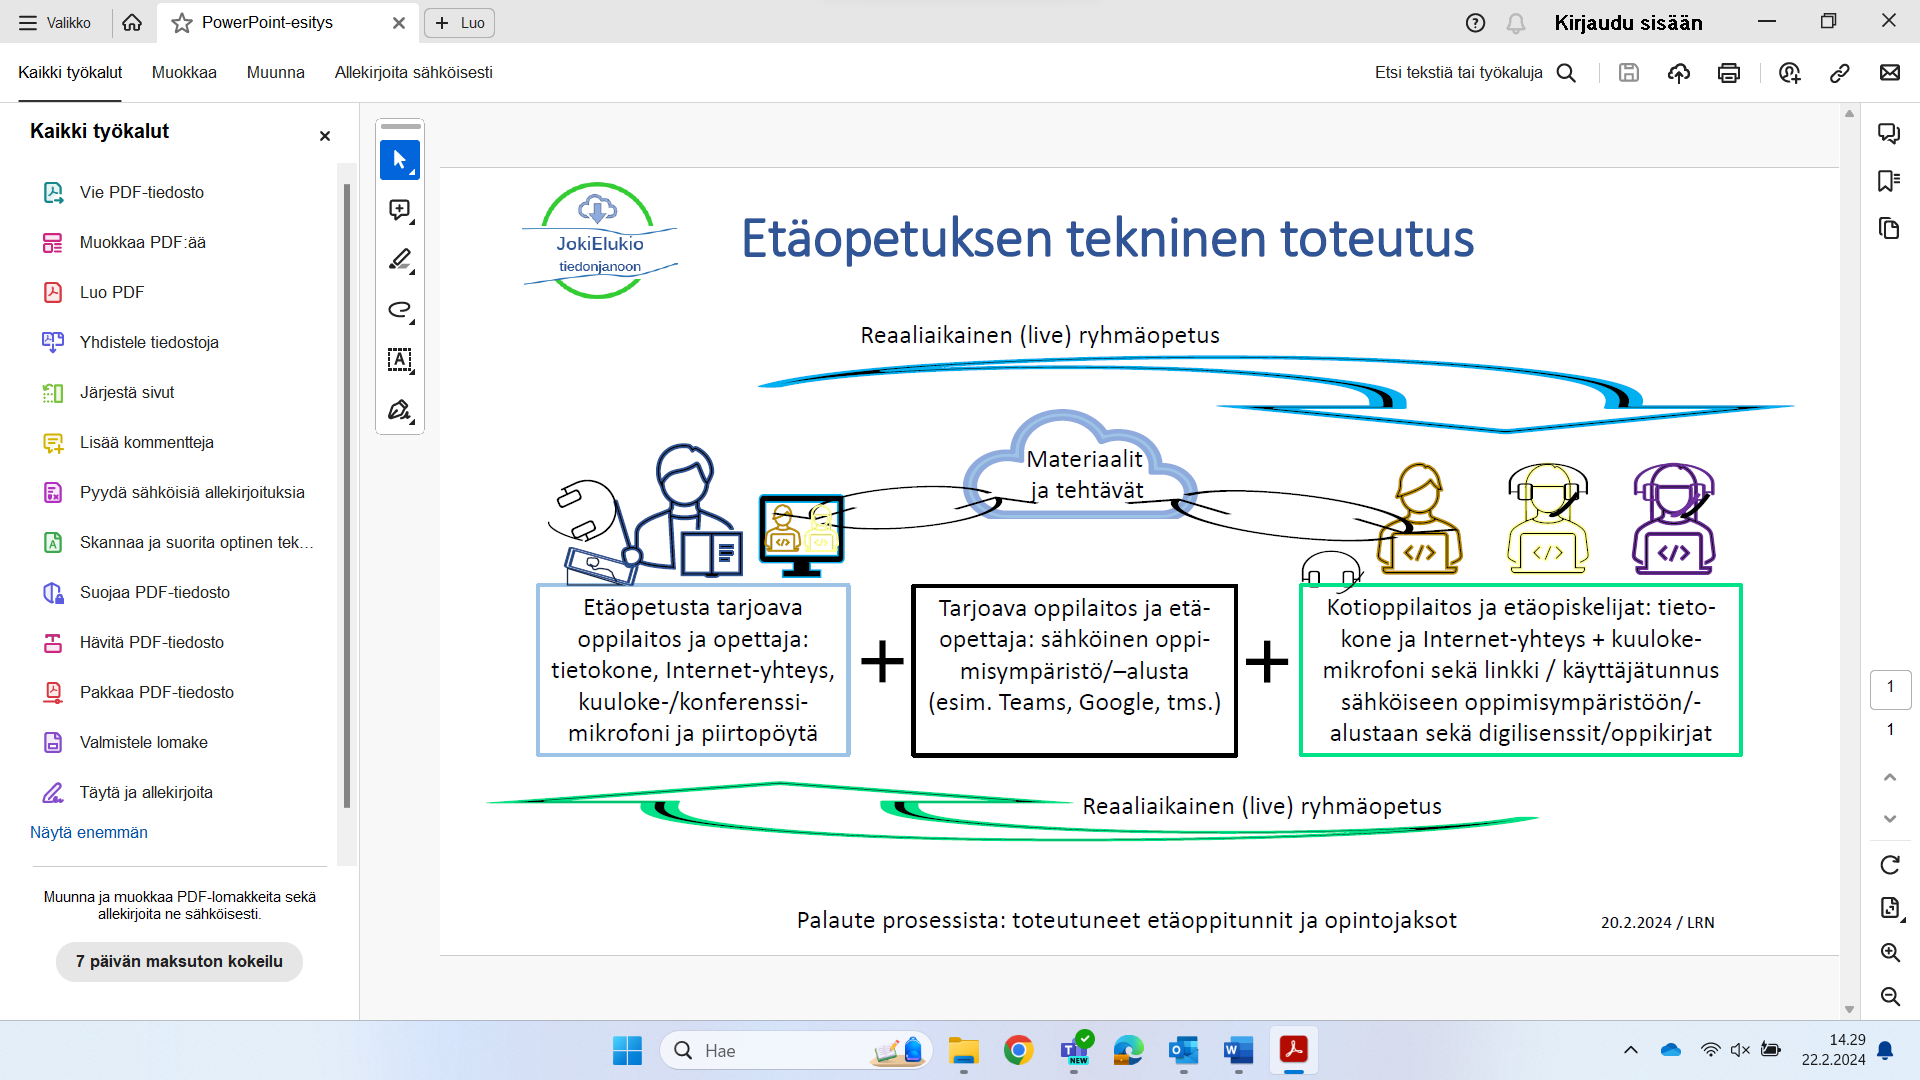 Valikko
PowerPoint-esitys
Luo
Kirjaudu sisään
Kaikki työkalut
Muokkaa
Muunna
Allekirjoita sähköisesti
Etsi tekstiä tai työkaluja
Kaikki työkalut
Vie PDF-tiedosto
Muokkaa PDF:ää
Luo PDF
Yhdistele tiedostoja
Järjestä sivut
Lisää kommentteja
Pyydä sähköisiä allekirjoituksia
Skannaa ja suorita optinen tek...
Suojaa PDF-tiedosto
Hävitä PDF-tiedosto
Pakkaa PDF-tiedosto
Valmistele lomake
Täytä ja allekirjoita
Näytä enemmän
Muunna ja muokkaa PDF-lomakkeita sekä
allekirjoita ne sähköisesti.
7 päivän maksuton kokeilu
JokiElukio
tiedonjanoon
Etäopetuksen tekninen toteutus
Reaaliaikainen (live) ryhmäopetus
Materiaalit
ja tehtävät
Etäopetusta tarjoava
oppilaitos ja opettaja:
tietokone, Internet-yhteys,
kuuloke-/konferenssi-
mikrofoni ja piirtopöytä
+
Tarjoava oppilaitos ja etä-
opettaja: sähköinen oppi-
misympäristö/–alusta
(esim. Teams, Google, tms.)
+
Kotioppilaitos ja etäopiskelijat: tieto-
kone ja Internet-yhteys + kuuloke-
mikrofoni sekä linkki / käyttäjätunnus
sähköiseen oppimisympäristöön/-
alustaan sekä digilisenssit/oppikirjat
Reaaliaikainen (live) ryhmäopetus
Palaute prosessista: toteutuneet etäoppitunnit ja opintojaksot
20.2.2024 / LRN
1
1
Hae
NEW
14.29
22.2.2024